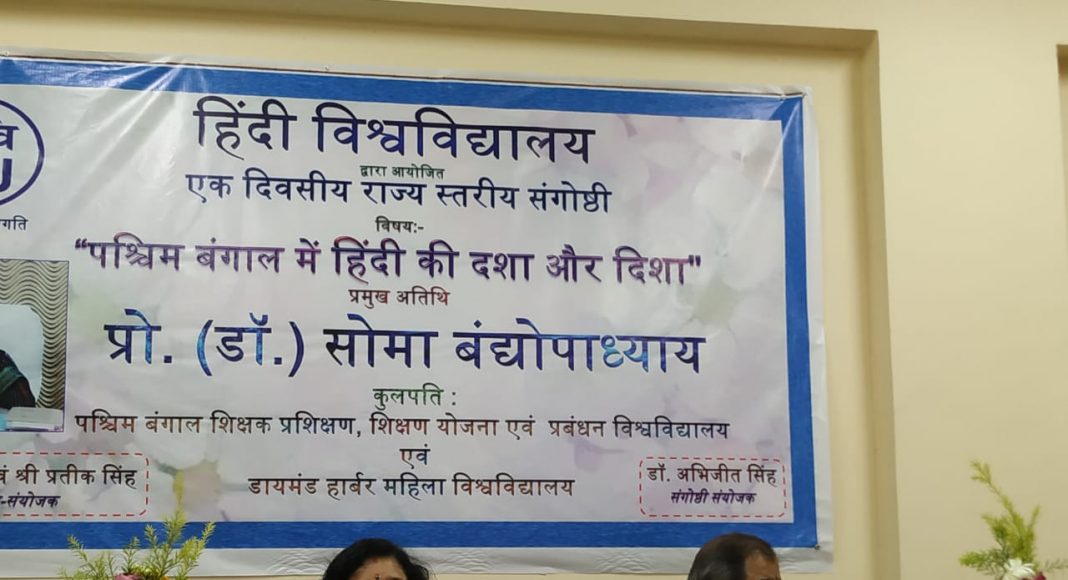 हिंदी विश्वविद्यालय
द्वारा आयोजित
एक दिवसीय राज्य स्तरीय संगोष्ठी
विषय:-
"पश्चिम बंगाल में हिंदी की दशा और दिशा"
प्रमुख अतिथि
प्रो. (डॉ.) सोमा बंद्योपाध्याय
कुलपति :
पश्चिम बंगाल शिक्षक प्रशिक्षण, शिक्षण योजना एवं प्रबंधन विश्वविद्यालय
एवं
डायमंड हार्बर महिला विश्वविद्यालय
श्री प्रतीक सिंह
-संयोजक
डॉ. अभिजीत सिंह
संगोष्ठी संयोजक